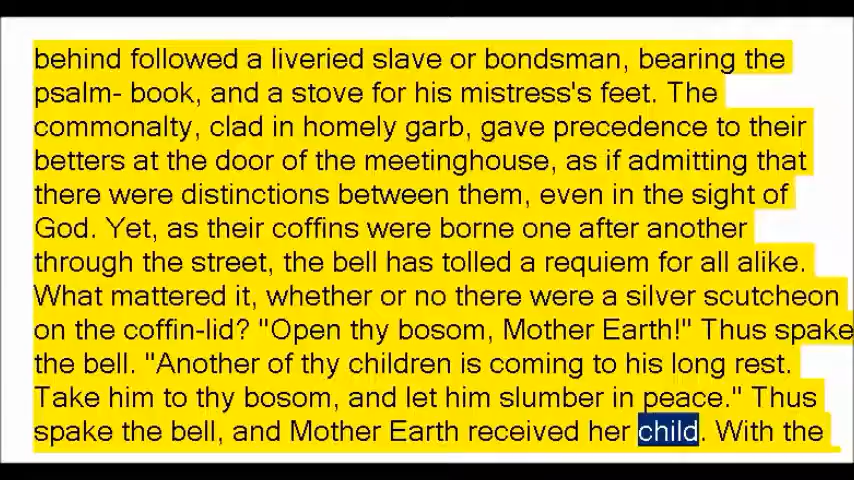 behind followed a liveried slave or bondsman, bearing the
psalm- book, and a stove for his mistress's feet. The
commonalty, clad in homely garb, gave precedence to their
betters at the door of the meetinghouse, as if admitting that
there were distinctions between them, even in the sight of
God. Yet, as their coffins were borne one after another
through the street, the bell has tolled a requiem for all alike.
What mattered it, whether or no there were a silver scutcheon
on the coffin-lid? "Open thy bosom, Mother Earth!" Thus spake
the bell. "Another of thy children is coming to his long rest.
Take him to thy bosom, and let him slumber in peace." Thus
spake the bell, and Mother Earth received her child. With the